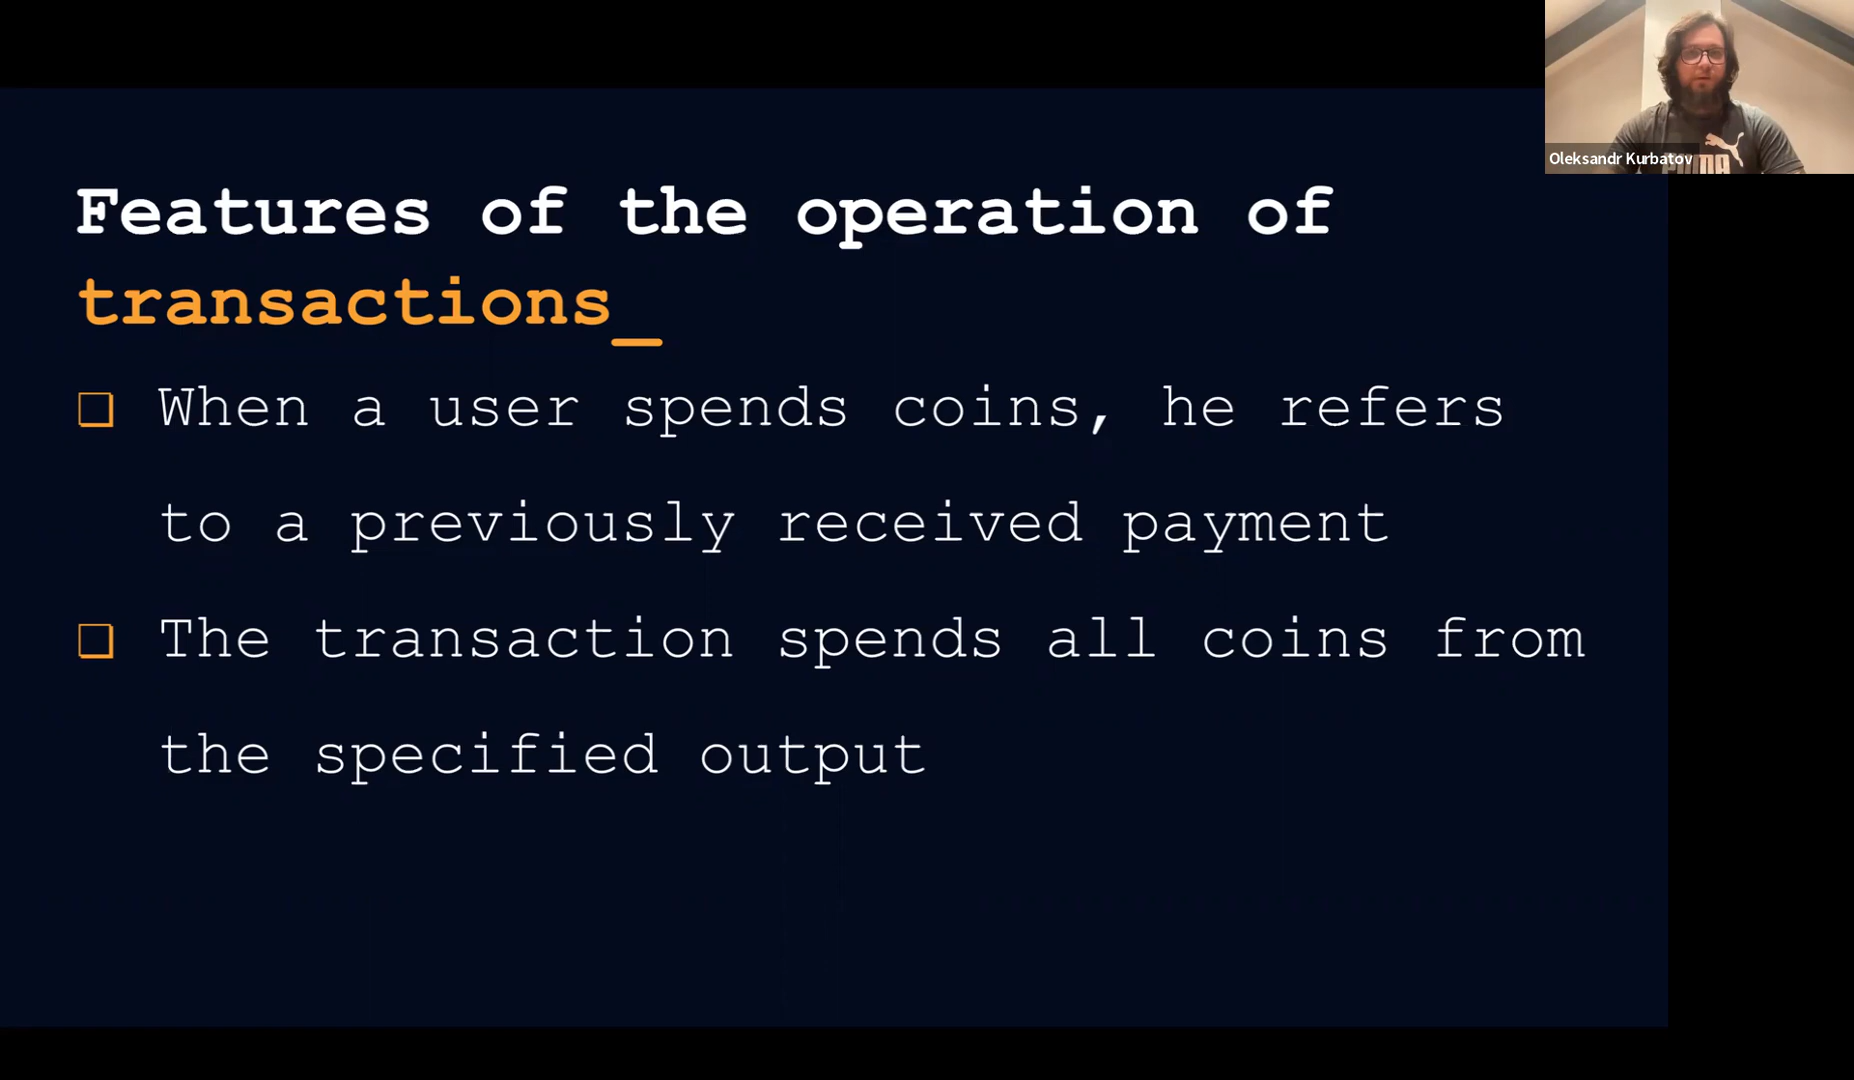 Features of the operation of
transactions_
❏ When a user spends coins, he refers
to a previously received payment
❏ The transaction spends all coins from
the specified output
Oleksandr Kurbatov